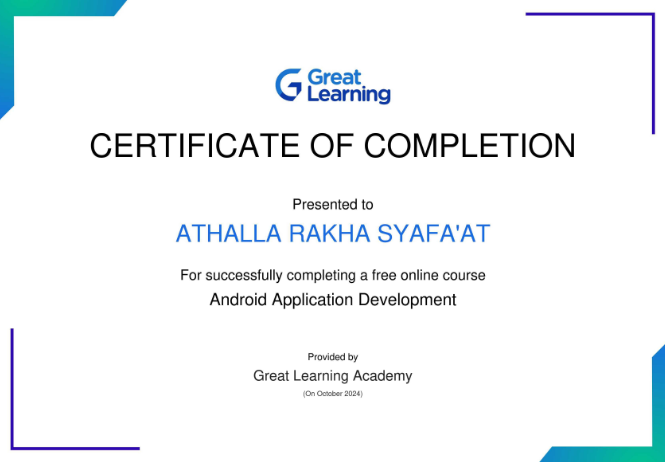 Great
Learning
CERTIFICATE OF COMPLETION
Presented to
ATHALLA RAKHA SYAFA'AT
For successfully completing a free online course
Android Application Development
Provided by
Great Learning Academy
(On October 2024)